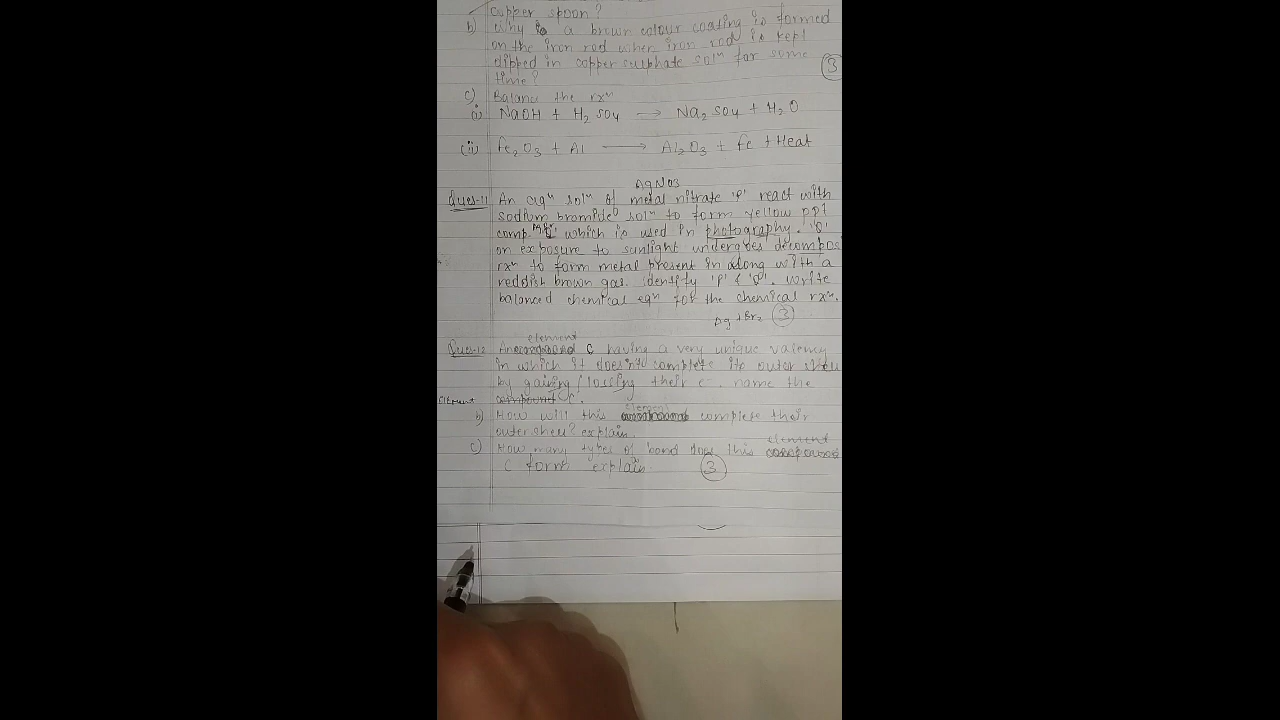 copper spoon?
b) Why is a brown colour coating is formed
on the iron rod when iron rod is kept
dipped in copper sulphate solⁿ for some
time? 3
c) Balance the rxⁿ
(i) NaOH + H₂SO₄ → Na₂SO₄ + H₂O
(ii) Fe₂O₃ + Al → Al₂O₃ + Fe + Heat
AgNO3
Ques-11 An aqⁿ solⁿ of metal nitrate 'P' react with
sodium bromide solⁿ to form yellow ppt
comp 'Q' which is used in photography. 'Q'
on exposure to sunlight undergoes decompos
rxⁿ to form metal present in along with a
reddish brown gas. Identify 'P' & 'Q'. Write
balanced chemical eqⁿ for the chemical rxⁿ.
Ag + Br₂ 3
element
Ques-12 An compound C having a very unique valency
in which it doesn't complete its outer shell
by gaining/lossing their e⁻. name the
Element compound C.
element
b) How will this complete their
outershell? explain.
element
c) How many types of bond does this compound
C form explain 3